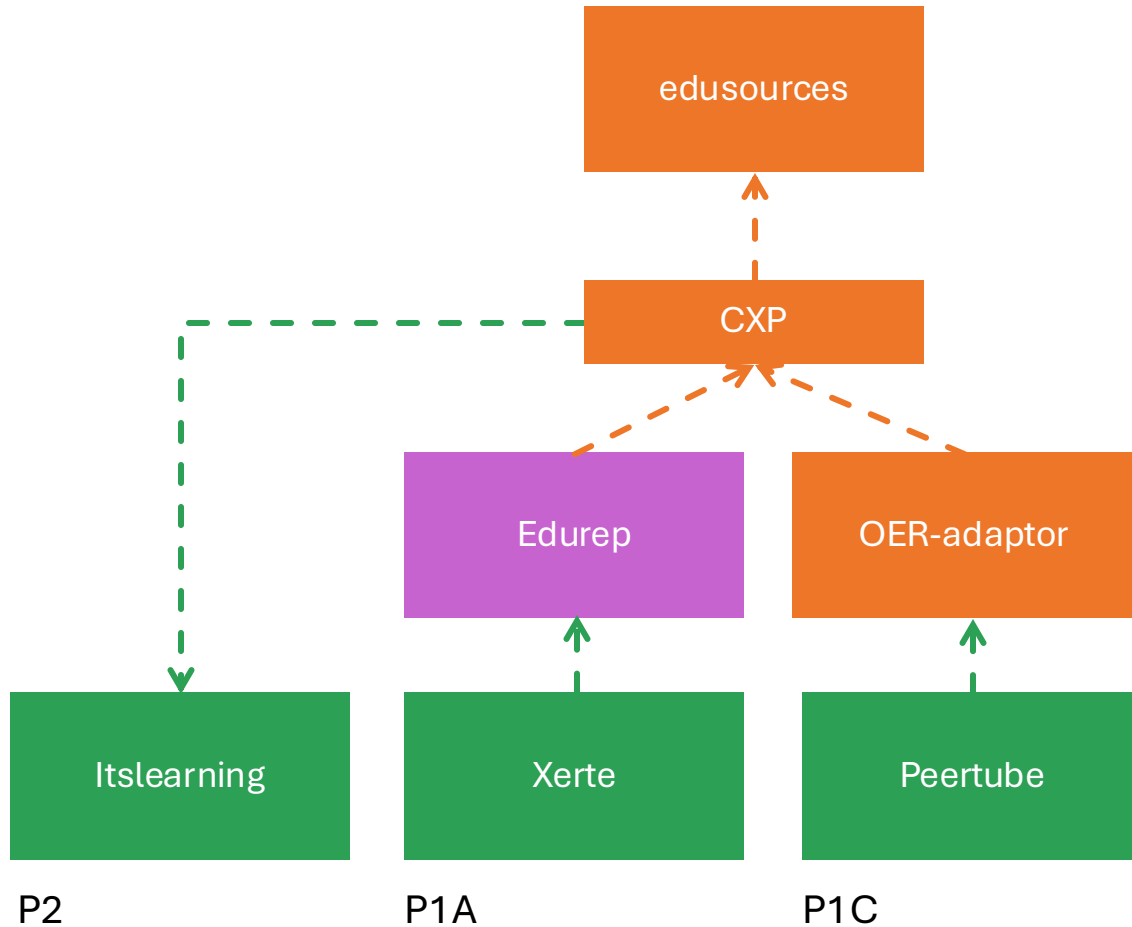 edusources
CXP
Edurep
OER-adaptor
Itslearning
Xerte
Peertube
P2
P1A
P1C